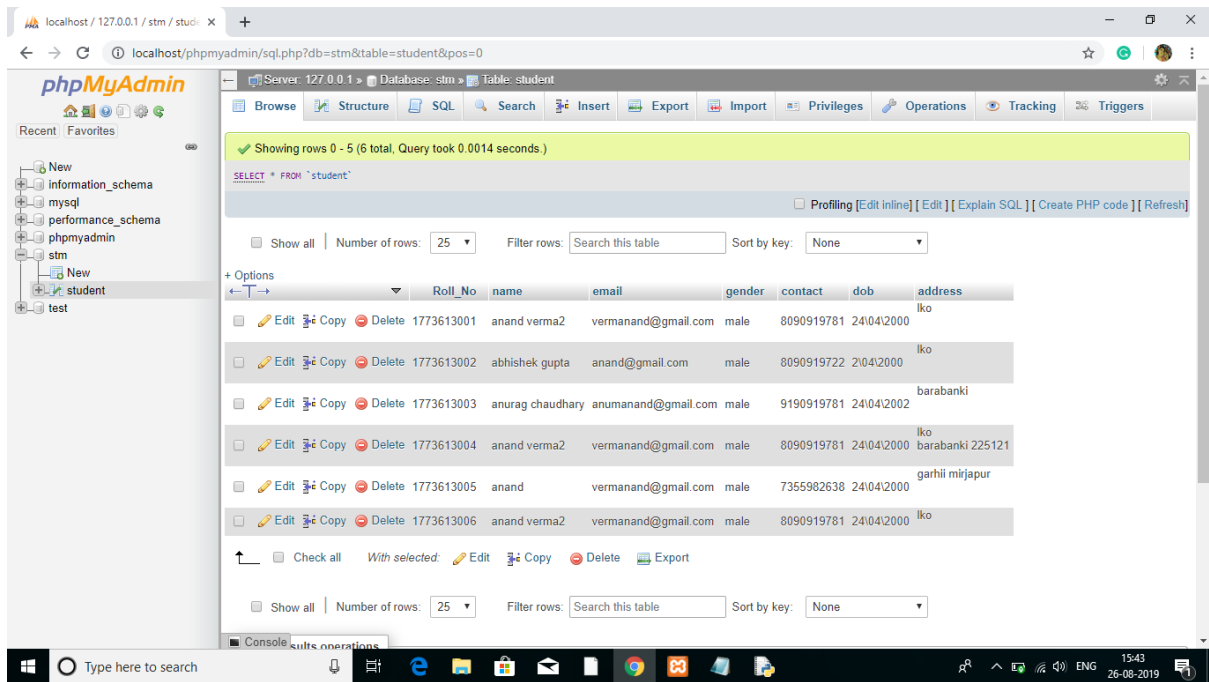 localhost / 127.0.0.1 / stm / stude
localhost/phpmyadmin/sql.php?db=stm&table=student&pos=0
phpMyAdmin
Recent Favorites
New
information_schema
mysql
performance_schema
phpmyadmin
stm
New
student
test
Server: 127.0.0.1 » Database: stm » Table: student
Browse Structure SQL Search Insert Export Import Privileges Operations Tracking Triggers
Showing rows 0 - 5 (6 total, Query took 0.0014 seconds.)
SELECT * FROM `student`
Profiling [Edit inline] [ Edit ] [ Explain SQL ] [ Create PHP code ] [ Refresh]
Show all Number of rows: 25 Filter rows: Search this table Sort by key: None
+ Options
Roll_No name email gender contact dob address
Edit Copy Delete 1773613001 anand verma2 vermanand@gmail.com male 8090919781 24\04\2000 lko
Edit Copy Delete 1773613002 abhishek gupta anand@gmail.com male 8090919722 2\04\2000 lko
Edit Copy Delete 1773613003 anurag chaudhary anumanand@gmail.com male 9190919781 24\04\2002 barabanki
Edit Copy Delete 1773613004 anand verma2 vermanand@gmail.com male 8090919781 24\04\2000 lko
barabanki 225121
Edit Copy Delete 1773613005 anand vermanand@gmail.com male 7355982638 24\04\2000 garhii mirjapur
Edit Copy Delete 1773613006 anand verma2 vermanand@gmail.com male 8090919781 24\04\2000 lko
Check all With selected: Edit Copy Delete Export
Show all Number of rows: 25 Filter rows: Search this table Sort by key: None
Console
sults operations
Type here to search
ENG
15:43
26-08-2019